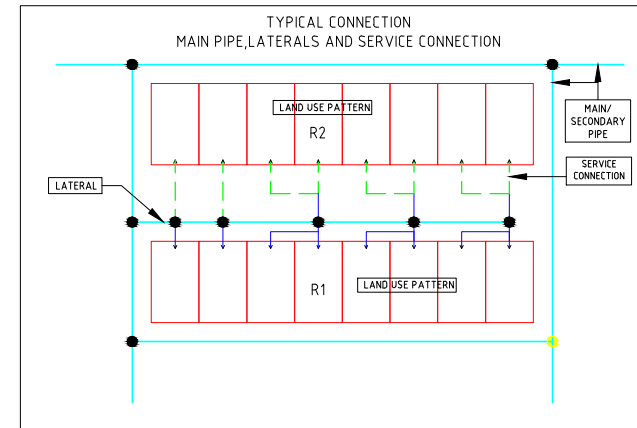 TYPICAL CONNECTION
MAIN PIPE,LATERALS AND SERVICE CONNECTION
LAND USE PATTERN
R2
MAIN/
SECONDARY
PIPE
SERVICE
CONNECTION
LATERAL
R1
LAND USE PATTERN